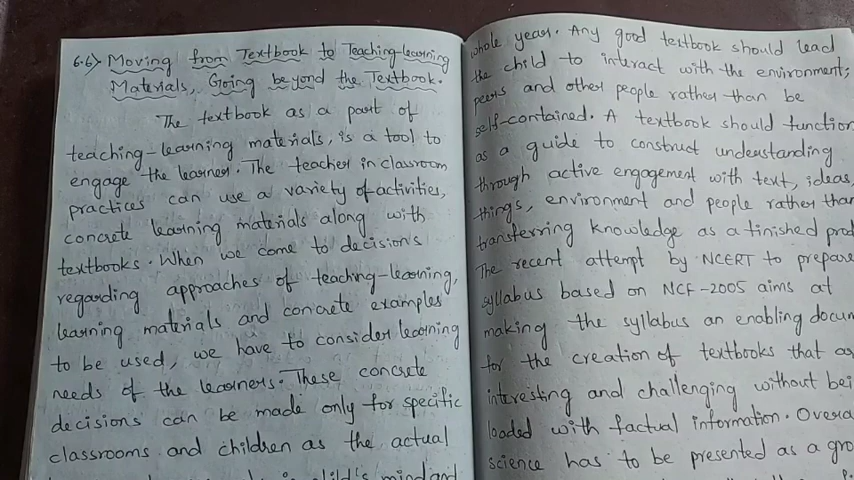 6.6) Moving from Textbook to Teaching-learning
Materials, Going beyond the Textbook.
The textbook as a part of
teaching-learning materials, is a tool to
engage the learner. The teacher in classroom
practices can use a variety of activities,
concrete learning materials along with
textbooks. When we come to decisions
regarding approaches of teaching-learning,
learning materials and concrete examples
to be used, we have to consider learning
needs of the learners. These concrete
decisions can be made only for specific
classrooms and children as the actual
child's mind and
whole year. Any good textbook should lead
the child to interact with the environment,
peers and other people rather than be
self-contained. A textbook should function
as a guide to construct understanding
through active engagement with text, ideas,
things, environment and people rather than
transferring knowledge as a finished prod
The recent attempt by NCERT to prepare
syllabus based on NCF-2005 aims at
making the syllabus an enabling docum
for the creation of textbooks that are
interesting and challenging without bei
loaded with factual information. Overa
science has to be presented as a gro